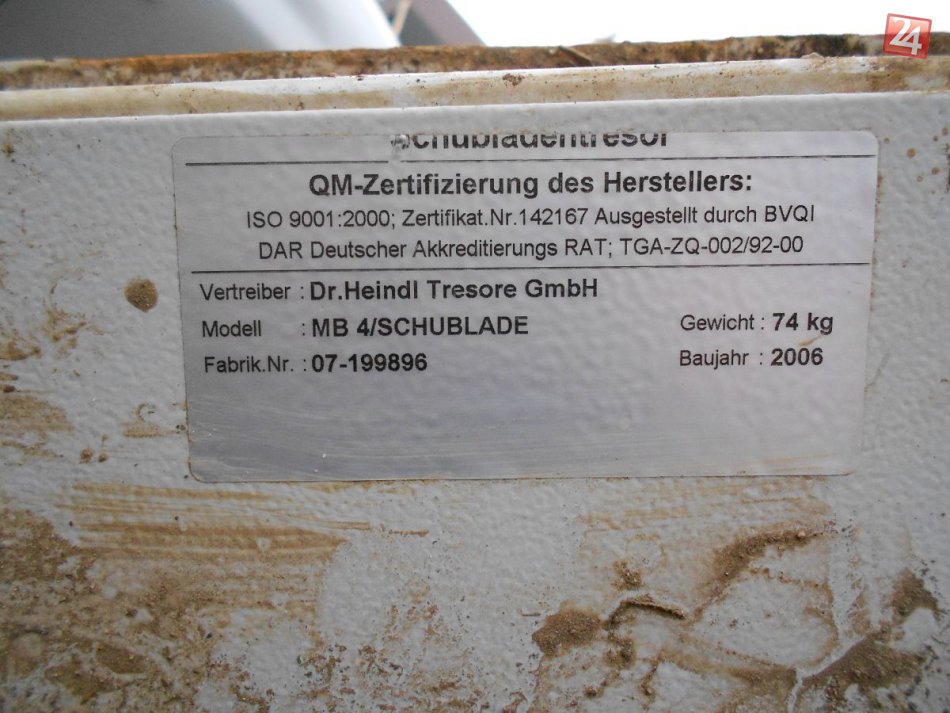 Schubladentresor
QM-Zertifizierung des Herstellers:
ISO 9001:2000; Zertifikat.Nr.142167 Ausgestellt durch BVQI
DAR Deutscher Akkreditierungs RAT; TGA-ZQ-002/92-00
Vertreiber : Dr.Heindl Tresore GmbH
Modell : MB 4/SCHUBLADE Gewicht : 74 kg
Fabrik.Nr. : 07-199896 Baujahr : 2006
24